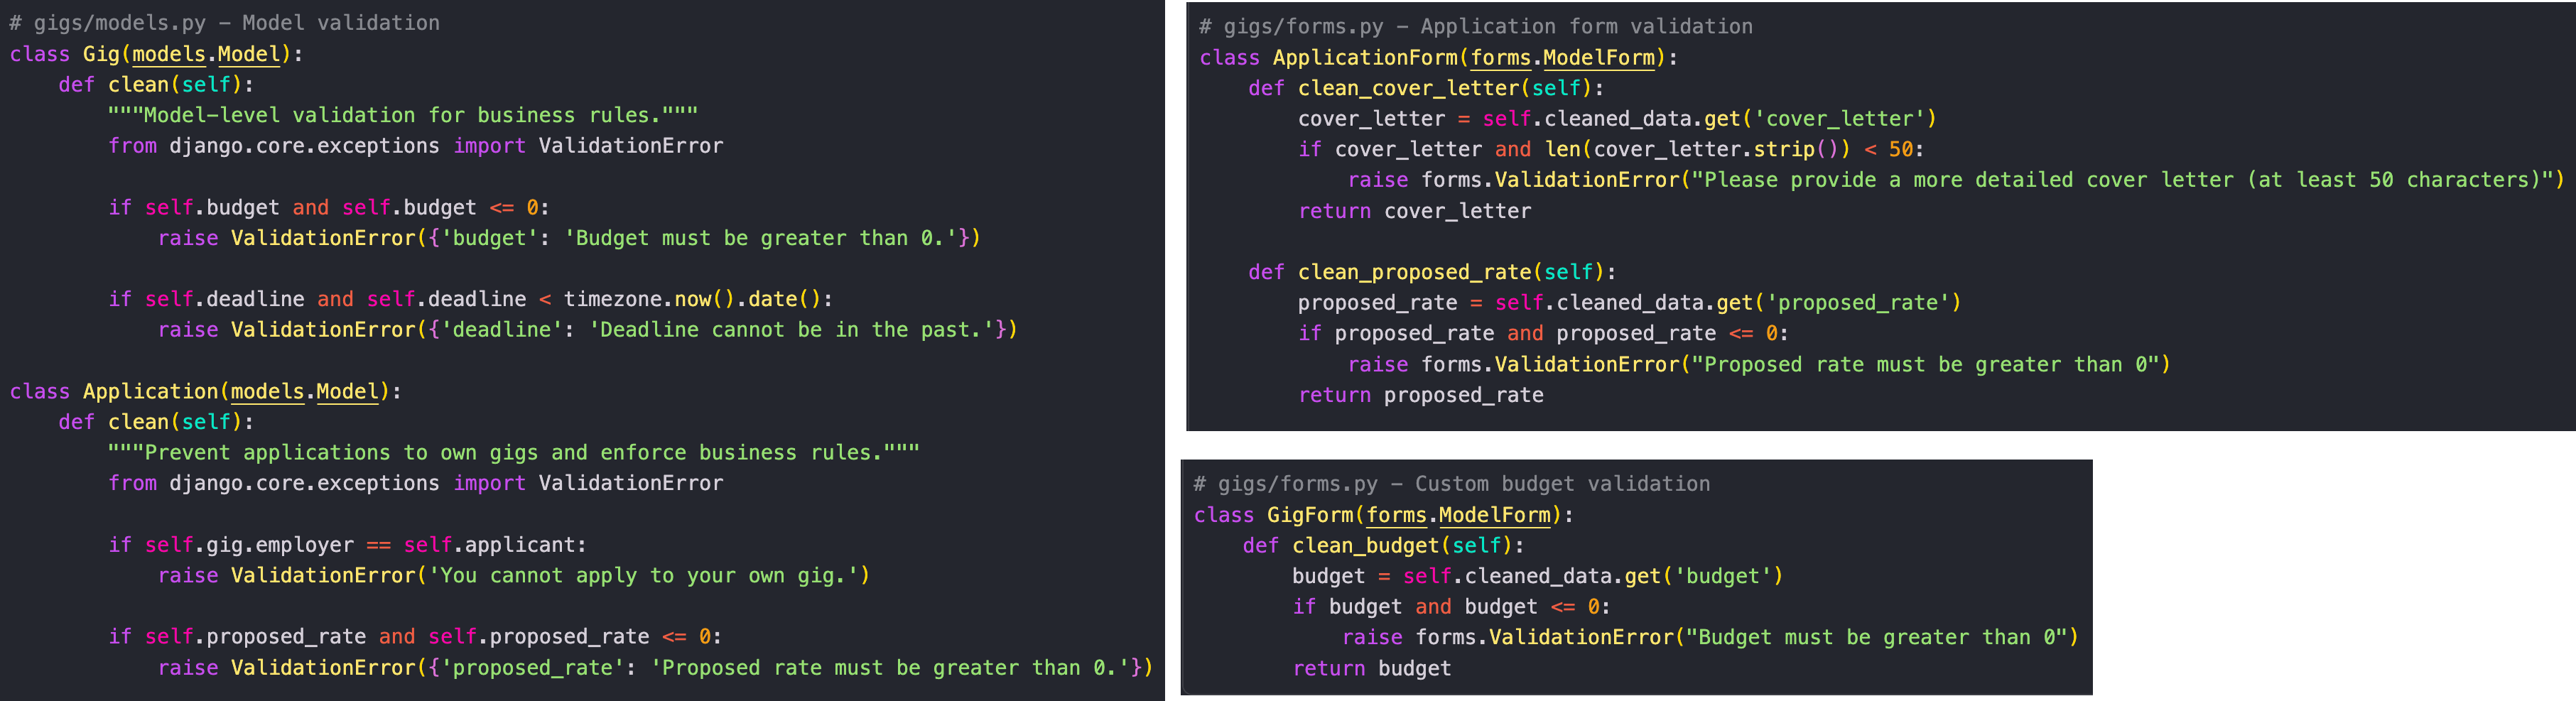 # gigs/models.py – Model validation
class Gig(models.Model):
    def clean(self):
        """Model-level validation for business rules."""
        from django.core.exceptions import ValidationError

        if self.budget and self.budget <= 0:
            raise ValidationError({'budget': 'Budget must be greater than 0.'})

        if self.deadline and self.deadline < timezone.now().date():
            raise ValidationError({'deadline': 'Deadline cannot be in the past.'})

class Application(models.Model):
    def clean(self):
        """Prevent applications to own gigs and enforce business rules."""
        from django.core.exceptions import ValidationError

        if self.gig.employer == self.applicant:
            raise ValidationError('You cannot apply to your own gig.')

        if self.proposed_rate and self.proposed_rate <= 0:
            raise ValidationError({'proposed_rate': 'Proposed rate must be greater than 0.'})

# gigs/forms.py – Application form validation
class ApplicationForm(forms.ModelForm):
    def clean_cover_letter(self):
        cover_letter = self.cleaned_data.get('cover_letter')
        if cover_letter and len(cover_letter.strip()) < 50:
            raise forms.ValidationError("Please provide a more detailed cover letter (at least 50 characters)")
        return cover_letter

    def clean_proposed_rate(self):
        proposed_rate = self.cleaned_data.get('proposed_rate')
        if proposed_rate and proposed_rate <= 0:
            raise forms.ValidationError("Proposed rate must be greater than 0")
        return proposed_rate

# gigs/forms.py – Custom budget validation
class GigForm(forms.ModelForm):
    def clean_budget(self):
        budget = self.cleaned_data.get('budget')
        if budget and budget <= 0:
            raise forms.ValidationError("Budget must be greater than 0")
        return budget